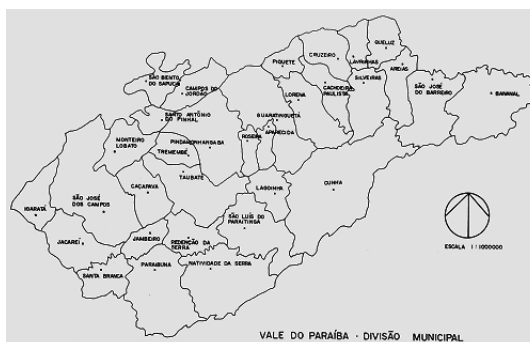 QUELUZ
CRUZEIRO
LAVRINHAS
PIQUETE
AREIAS
SÃO BENTO
DO SAPUCAÍ
CAMPOS DO
JORDÃO
SILVEIRAS
CACHOEIRA
PAULISTA
SÃO JOSÉ
DO BARREIRO
BANANAL
LORENA
SANTO ANTÔNIO
DO PINHAL
GUARATINGUETÁ
APARECIDA
ROSEIRA
MONTEIRO
LOBATO
PINDAMONHANGABA
TREMEMBÉ
TAUBATÉ
CAÇAPAVA
LAGOINHA
CUNHA
SÃO JOSÉ
DOS CAMPOS
IGARATÁ
SÃO LUÍS DO
PARAITINGA
JACAREÍ
JAMBEIRO
REDENÇÃO DA
SERRA
SANTA BRANCA
PARAIBUNA
NATIVIDADE DA SERRA
ESCALA 1:1000000
VALE DO PARAÍBA - DIVISÃO MUNICIPAL